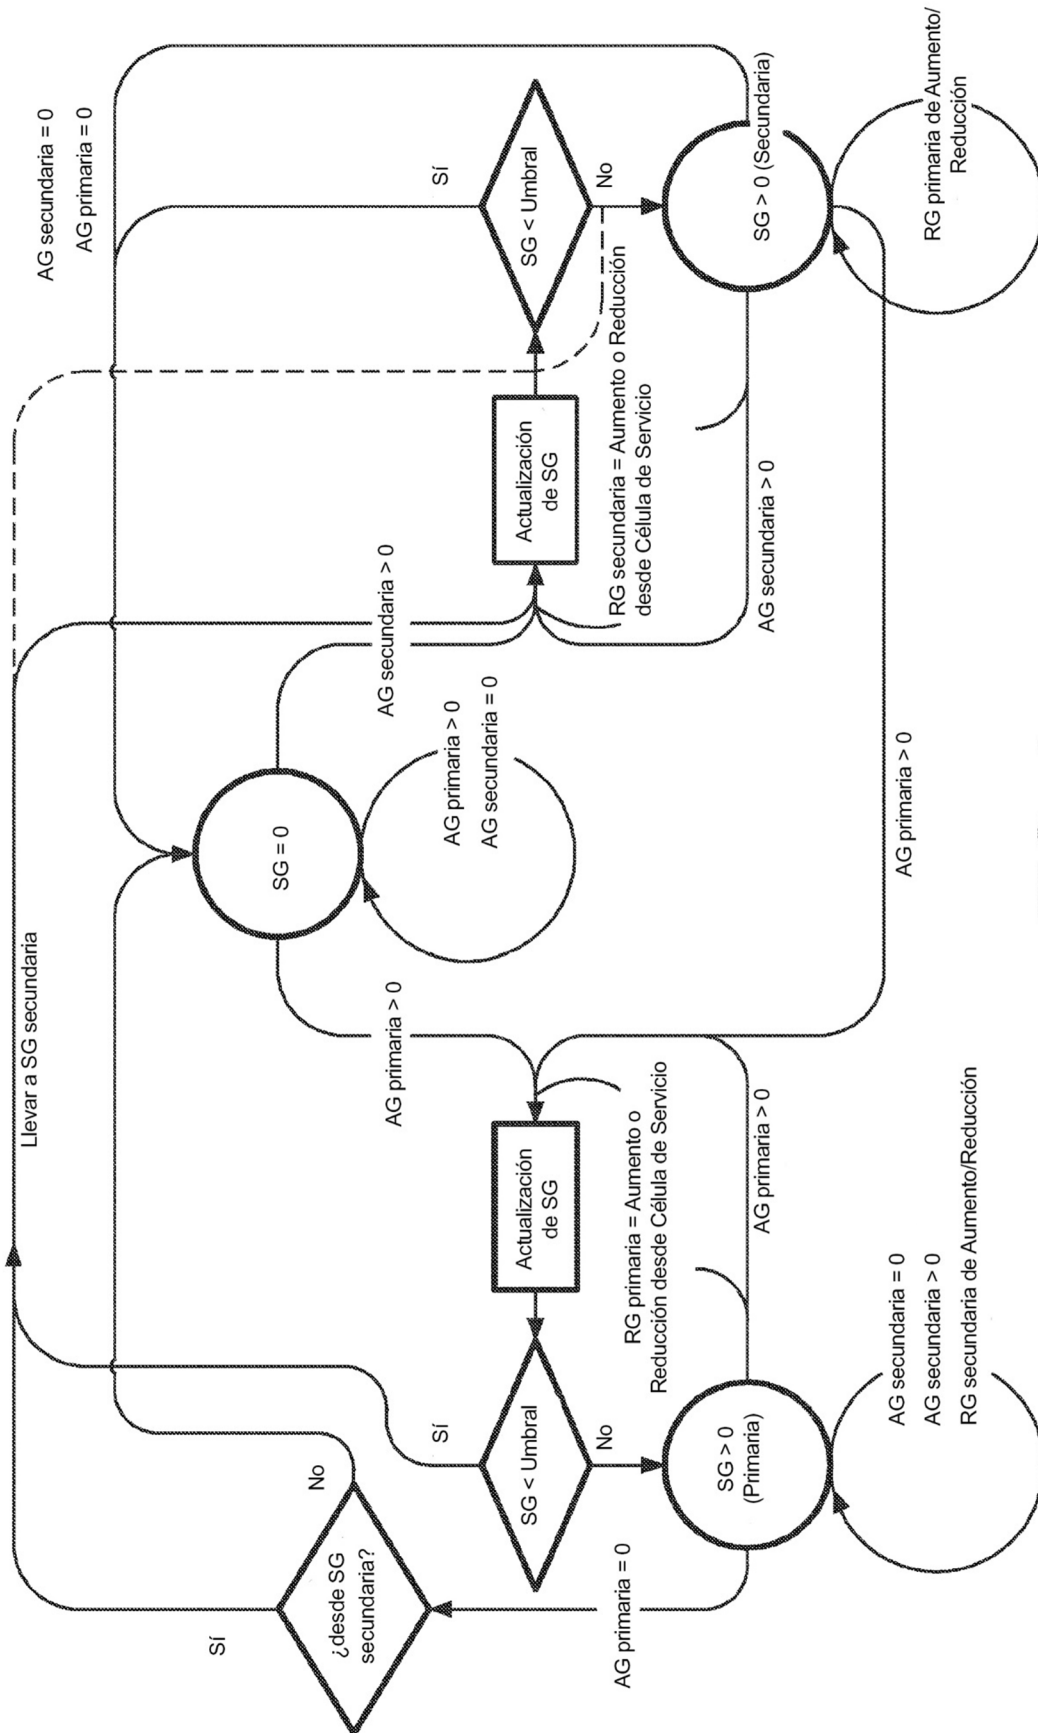 Llevar a SG secundaria
AG secundaria = 0
AG primaria = 0
Sí
¿desde SG
secundaria?
No
SG = 0
AG primaria > 0
AG secundaria > 0
AG primaria > 0
AG secundaria = 0
Sí
SG < Umbral
No
Actualización
de SG
Actualización
de SG
Sí
SG < Umbral
No
AG primaria = 0
RG primaria = Aumento o
Reducción desde Célula de Servicio
RG secundaria = Aumento o Reducción
desde Célula de Servicio
SG > 0
(Primaria)
AG primaria > 0
AG secundaria > 0
SG > 0 (Secundaria)
AG secundaria = 0
AG secundaria > 0
RG secundaria de Aumento/Reducción
AG primaria > 0
RG primaria de Aumento/
Reducción